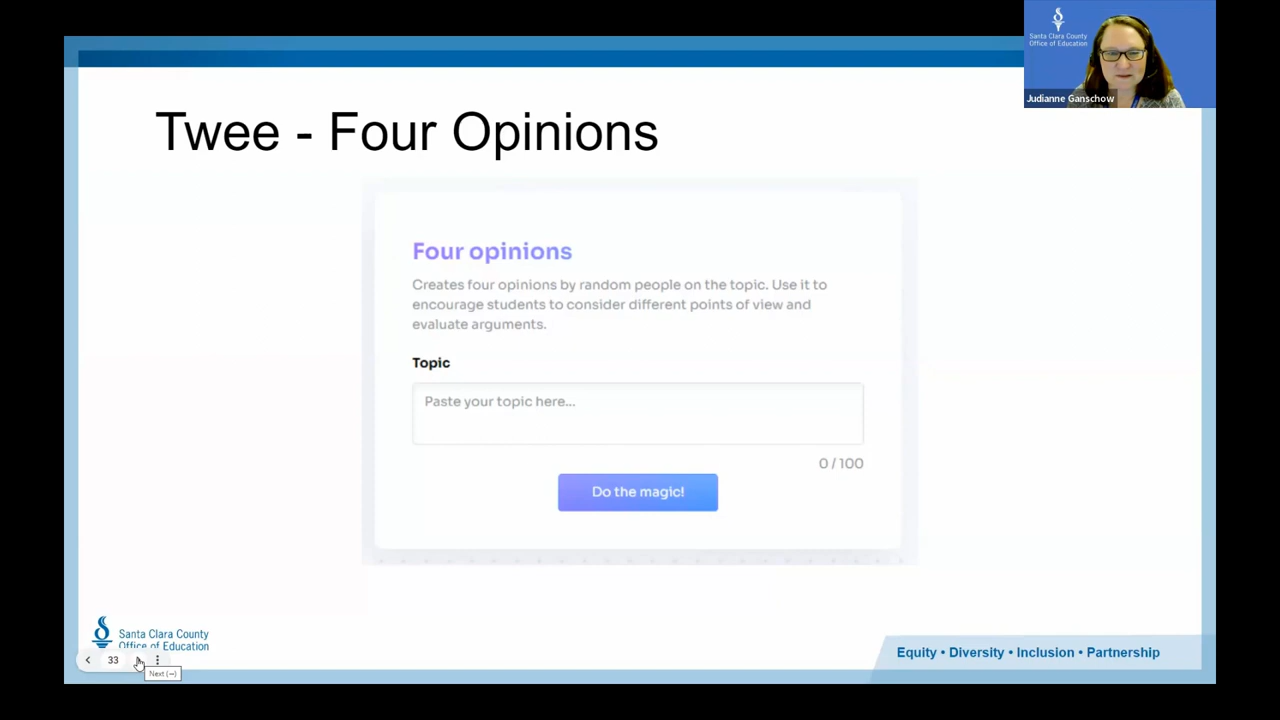 Santa Clara County
Office of Education
Judianne Ganschow
Twee - Four Opinions
Four opinions
Creates four opinions by random people on the topic. Use it to
encourage students to consider different points of view and
evaluate arguments.
Topic
Paste your topic here...
0 / 100
Do the magic!
Santa Clara County
Office of Education
33
Next (→)
Equity • Diversity • Inclusion • Partnership